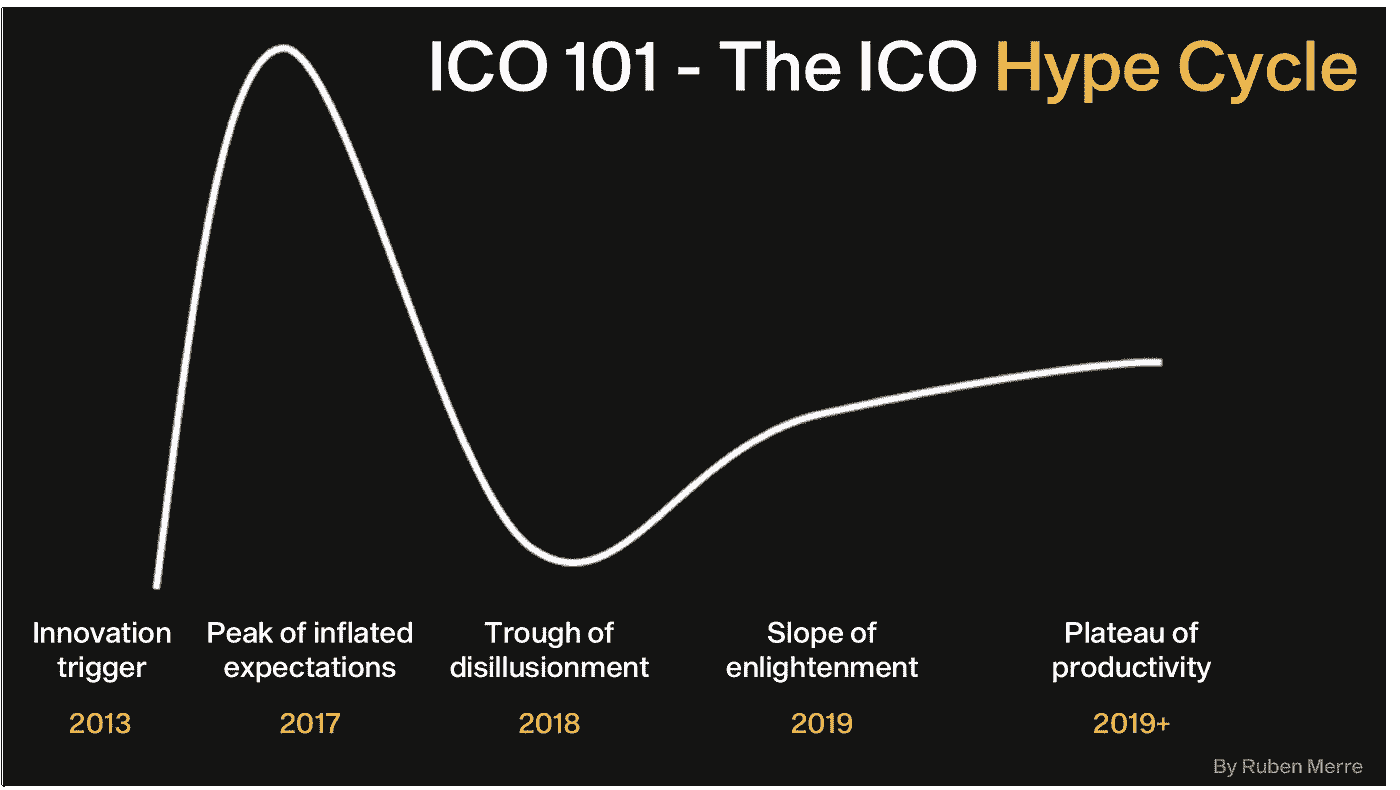 ICO 101 - The ICO Hype Cycle
Innovation
trigger
2013
Peak of inflated
expectations
2017
Trough of
disillusionment
2018
Slope of
enlightenment
2019
Plateau of
productivity
2019+
By Ruben Merre